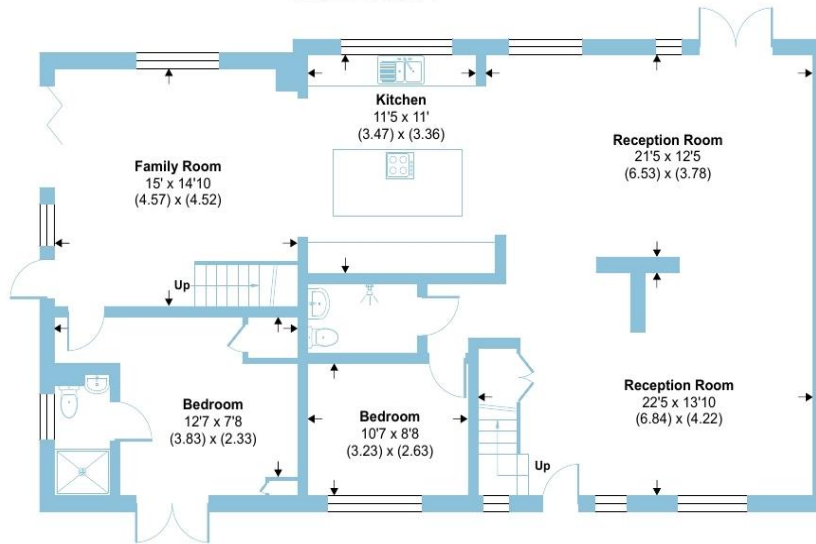 Kitchen
11'5 x 11'
(3.47) x (3.36)
Reception Room
21'5 x 12'5
(6.53) x (3.78)
Family Room
15' x 14'10
(4.57) x (4.52)
Up
Bedroom
12'7 x 7'8
(3.83) x (2.33)
Bedroom
10'7 x 8'8
(3.23) x (2.63)
Reception Room
22'5 x 13'10
(6.84) x (4.22)
Up